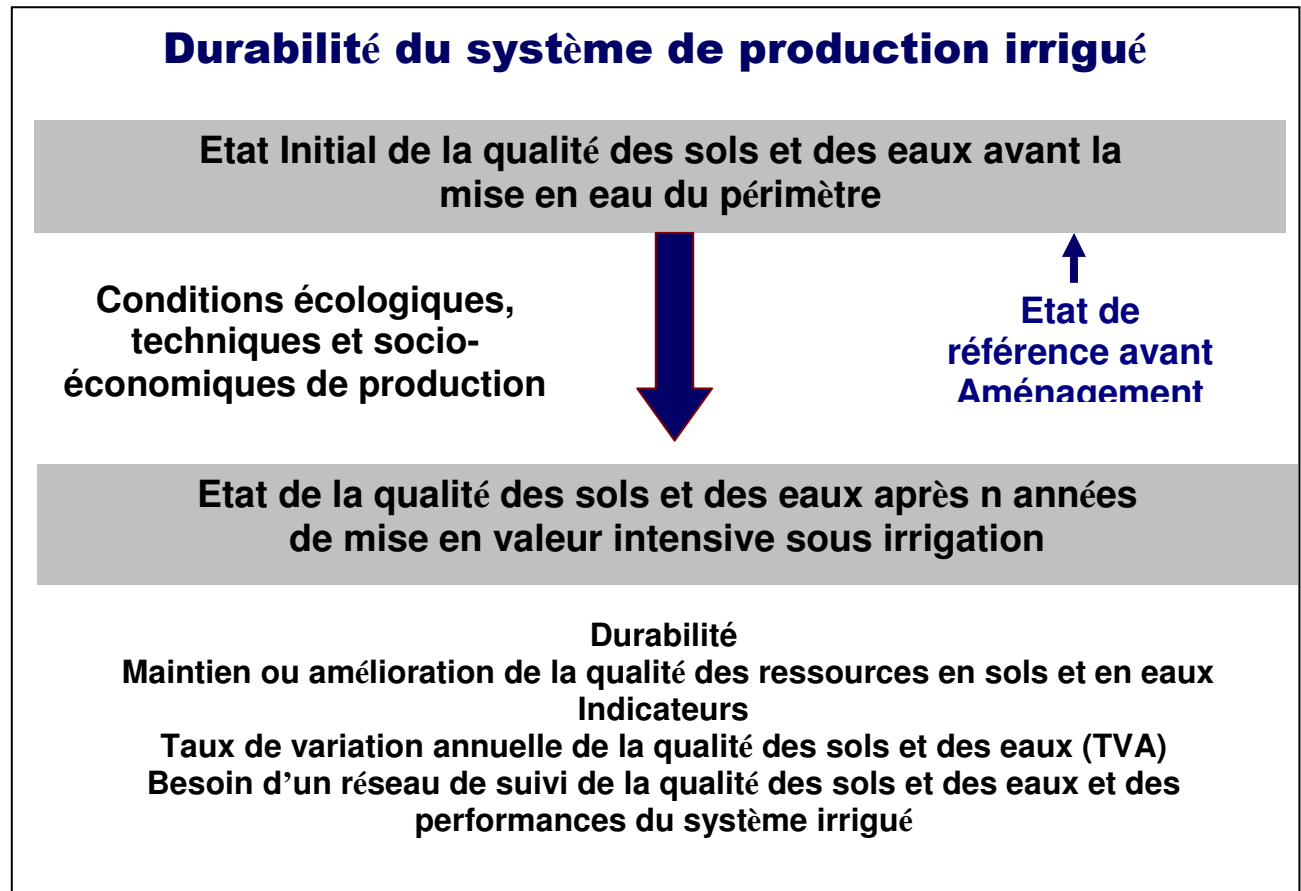 Durabilité du système de production irrigué
Etat Initial de la qualité des sols et des eaux avant la
mise en eau du périmètre
Conditions écologiques,
techniques et socio-
économiques de production
Etat de
référence avant
Aménagement
Etat de la qualité des sols et des eaux après n années
de mise en valeur intensive sous irrigation
Durabilité
Maintien ou amélioration de la qualité des ressources en sols et en eaux
Indicateurs
Taux de variation annuelle de la qualité des sols et des eaux (TVA)
Besoin d’un réseau de suivi de la qualité des sols et des eaux et des
performances du système irrigué